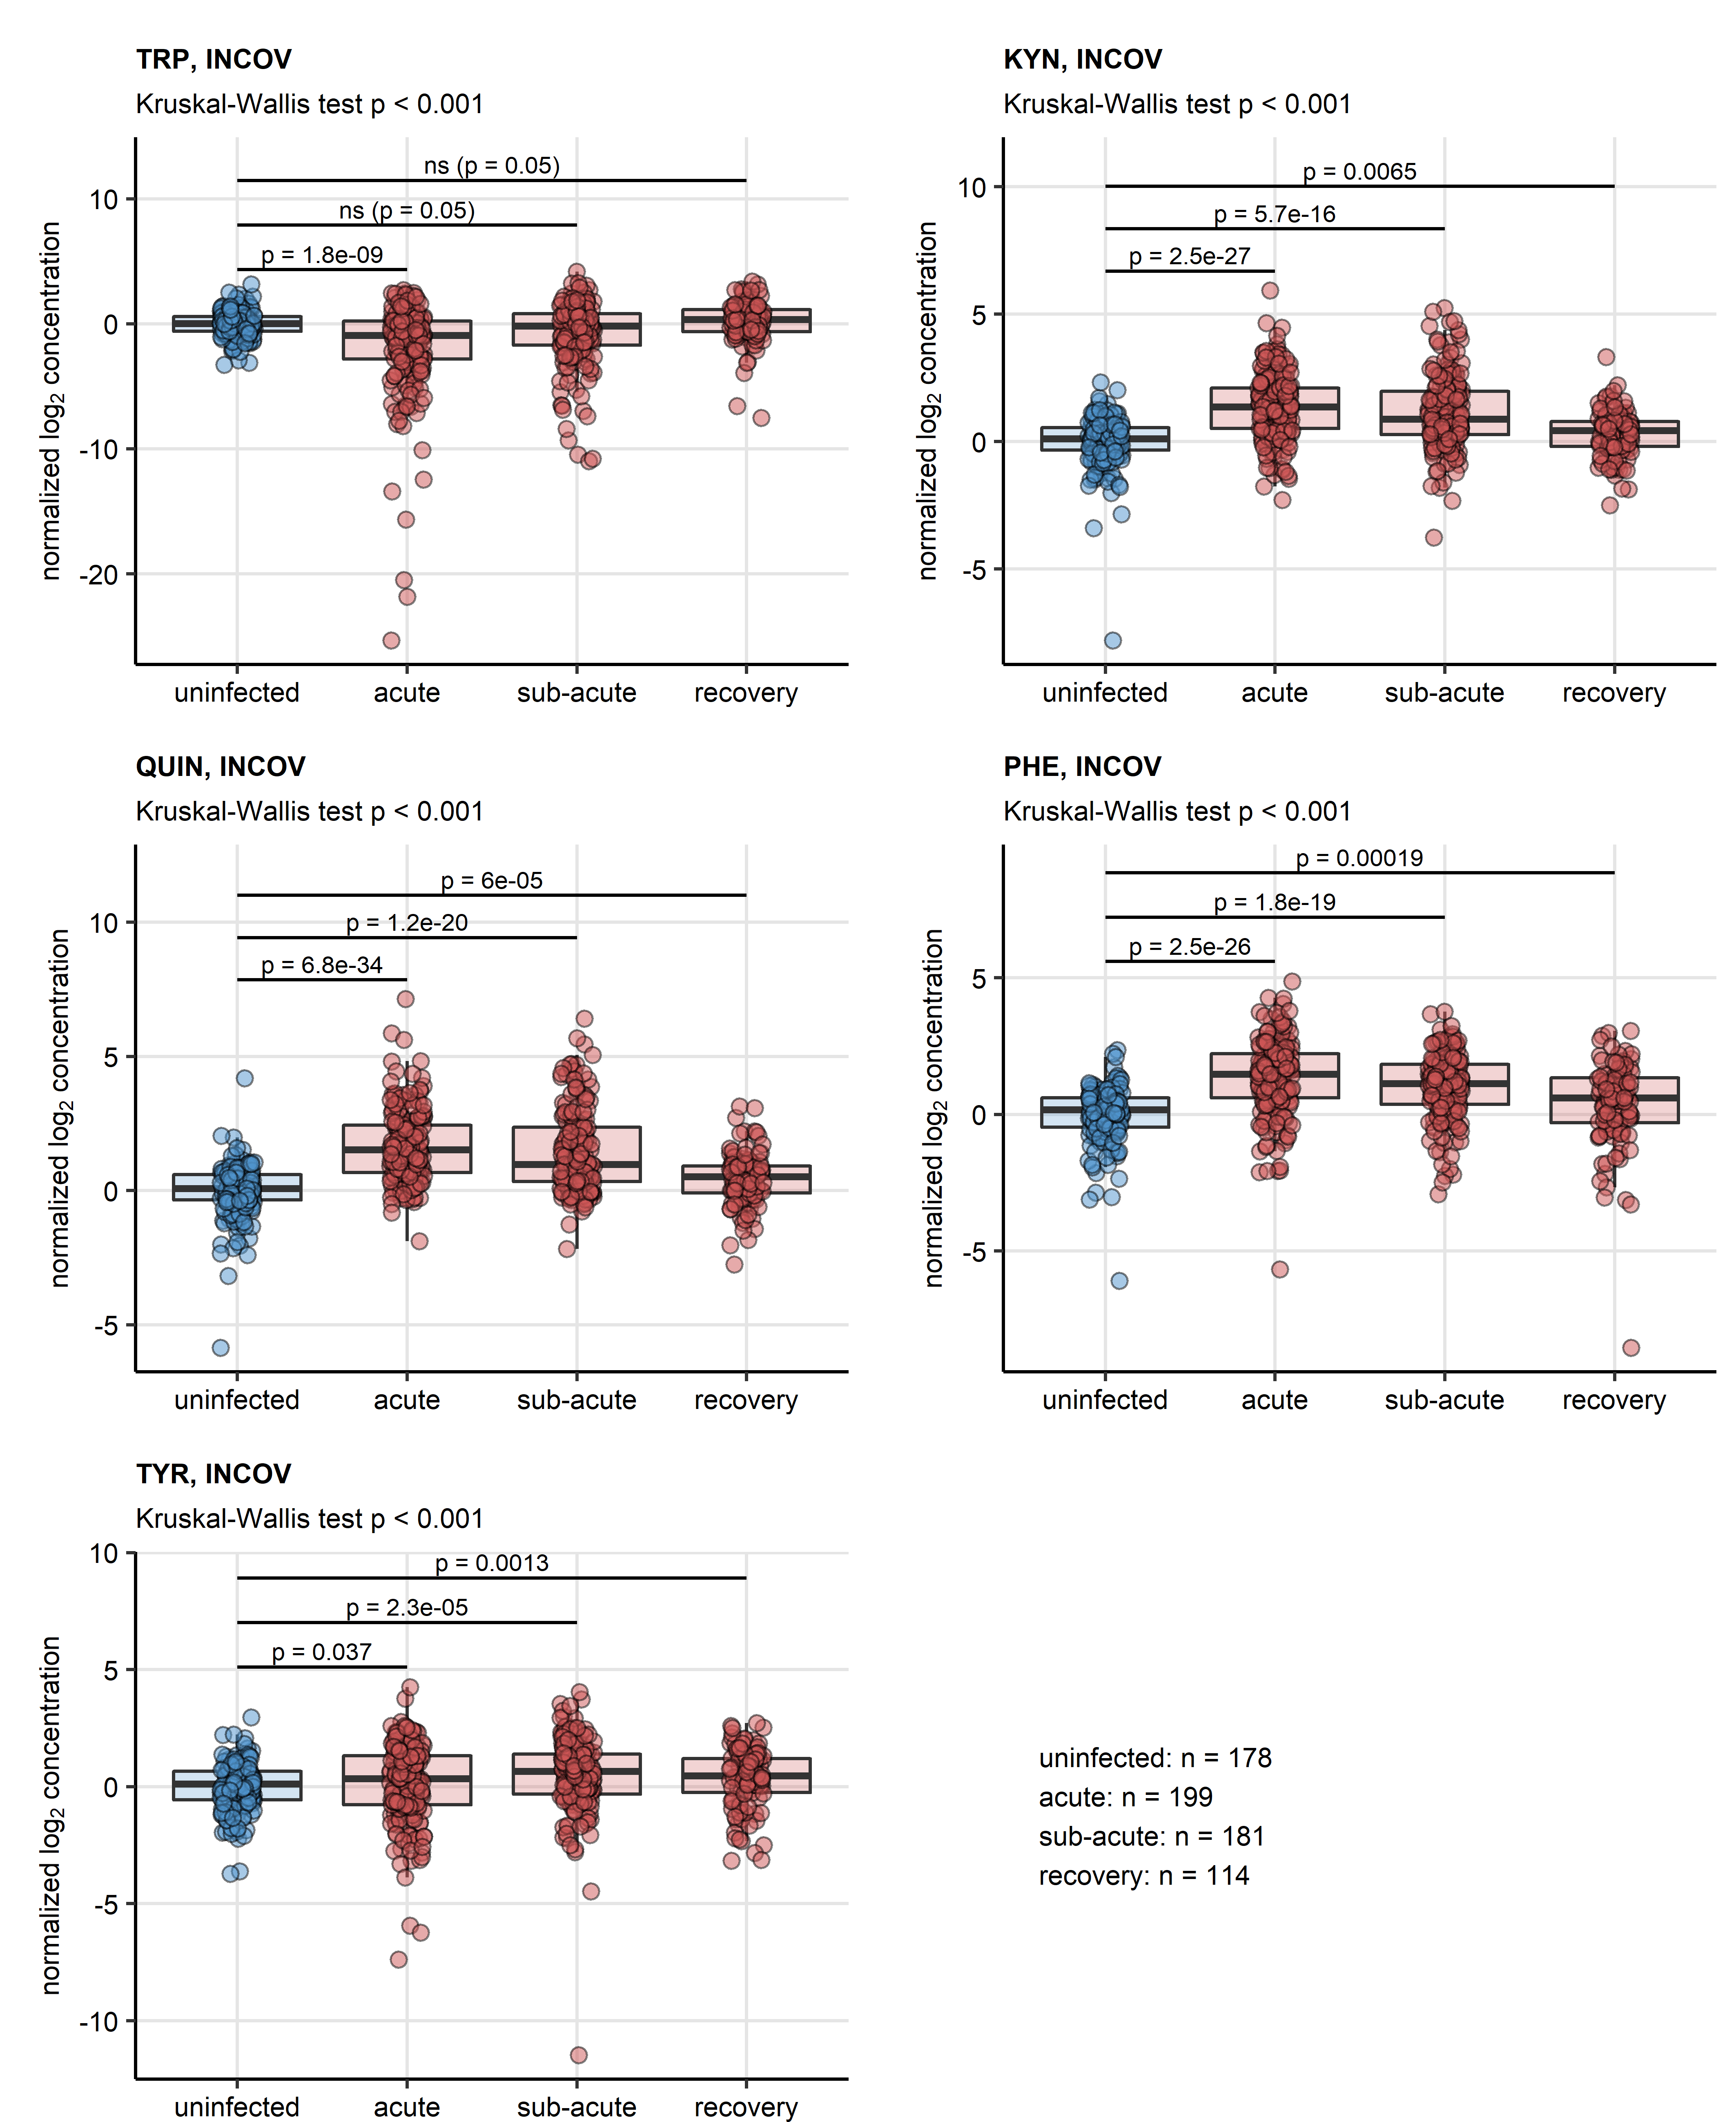 TRP, INCOV
Kruskal-Wallis test p < 0.001
ns (p = 0.05)
ns (p = 0.05)
p = 1.8e-09
10
0
-10
-20
normalized log₂ concentration
uninfected acute sub-acute recovery
KYN, INCOV
Kruskal-Wallis test p < 0.001
p = 0.0065
p = 5.7e-16
p = 2.5e-27
10
5
0
-5
normalized log₂ concentration
uninfected acute sub-acute recovery
QUIN, INCOV
Kruskal-Wallis test p < 0.001
p = 6e-05
p = 1.2e-20
p = 6.8e-34
10
5
0
-5
normalized log₂ concentration
uninfected acute sub-acute recovery
PHE, INCOV
Kruskal-Wallis test p < 0.001
p = 0.00019
p = 1.8e-19
p = 2.5e-26
5
0
-5
normalized log₂ concentration
uninfected acute sub-acute recovery
TYR, INCOV
Kruskal-Wallis test p < 0.001
p = 0.0013
p = 2.3e-05
p = 0.037
10
5
0
-5
-10
normalized log₂ concentration
uninfected acute sub-acute recovery
uninfected: n = 178
acute: n = 199
sub-acute: n = 181
recovery: n = 114